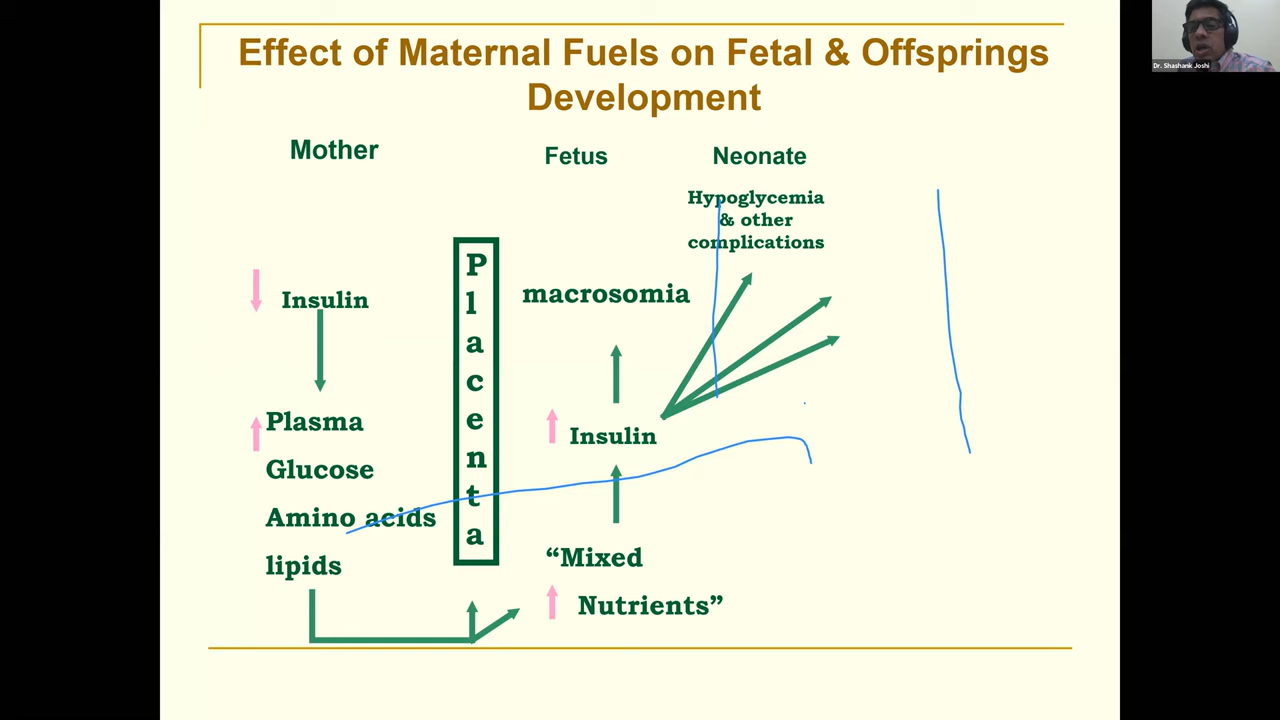 Effect of Maternal Fuels on Fetal & Offsprings
Development
Mother
Fetus
Neonate
Hypoglycemia
& other
complications
Insulin
Plasma
Glucose
Amino acids
lipids
Placenta
macrosomia
Insulin
“Mixed
Nutrients”
Dr. Shashank Joshi